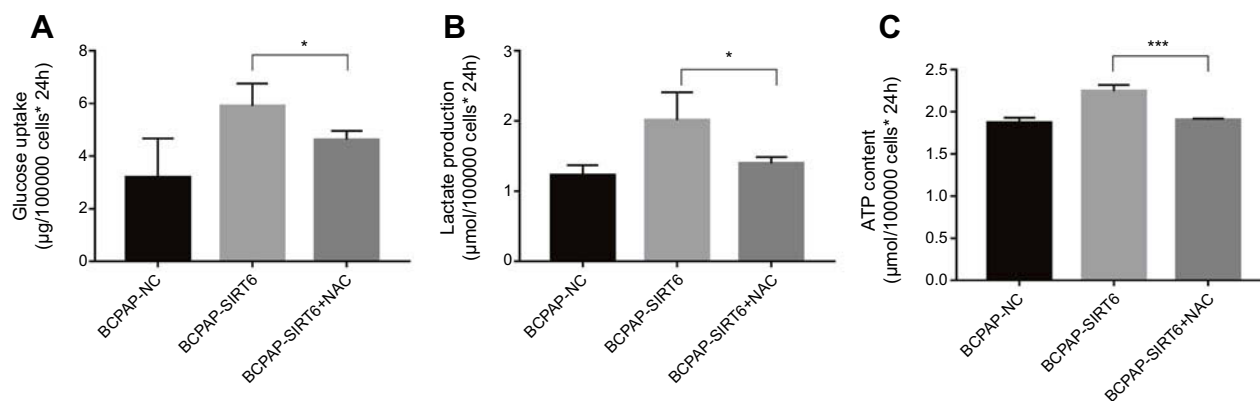 A
Glucose uptake
(μg/100000 cells* 24h)
8
6
4
2
0
*
BCPAP-NC
BCPAP-SIRT6
BCPAP-SIRT6+NAC
B
Lactate production
(μmol/100000 cells* 24h)
3
2
1
0
*
BCPAP-NC
BCPAP-SIRT6
BCPAP-SIRT6+NAC
C
ATP content
(μmol/100000 cells* 24h)
2.5
2.0
1.5
1.0
0.5
0.0
***
BCPAP-NC
BCPAP-SIRT6
BCPAP-SIRT6+NAC